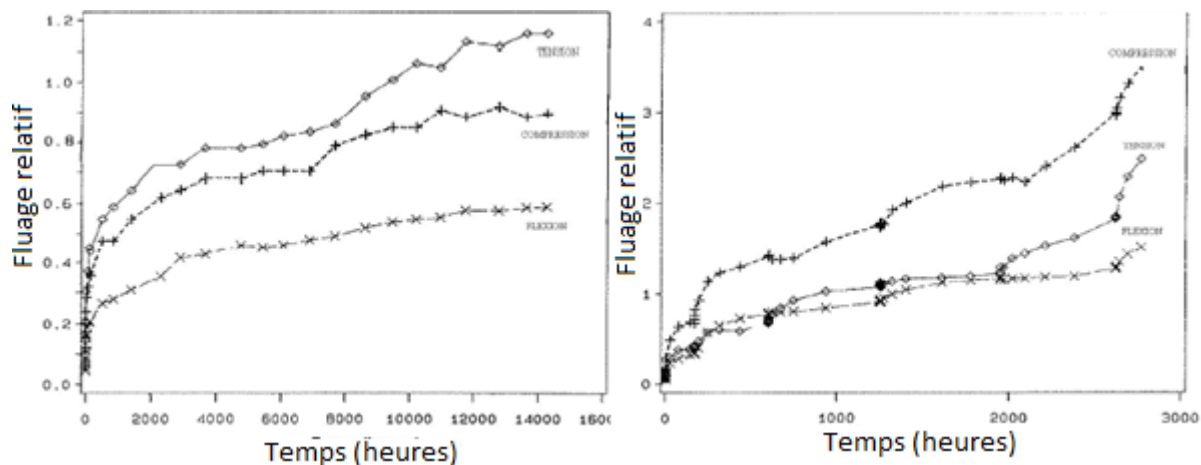 Fluage relatif
1.2
1.0
0.8
0.6
0.4
0.2
0.0
TENSION
COMPRESSION
FLEXION
0 2000 4000 6000 8000 10000 12000 14000 1600
Temps (heures)
Fluage relatif
4
3
2
1
0
COMPRESSION
TENSION
FLEXION
0 1000 2000 3000
Temps (heures)